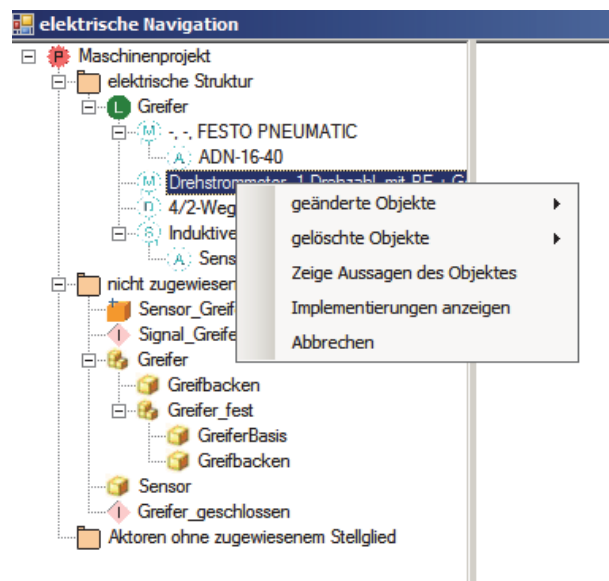 elektrische Navigation
P Maschinenprojekt
elektrische Struktur
L Greifer
M -, -, FESTO PNEUMATIC
A ADN-16-40
M Drehstrommotor, 1 Drehzahl, mit PE + G
D 4/2-Weg
S Induktive
A Sens
nicht zugewiesen
Sensor_Greife
I Signal_Greife
Greifer
Greifbacken
Greifer_fest
GreiferBasis
Greifbacken
Sensor
I Greifer_geschlossen
Aktoren ohne zugewiesenem Stellglied
geänderte Objekte
gelöschte Objekte
Zeige Aussagen des Objektes
Implementierungen anzeigen
Abbrechen